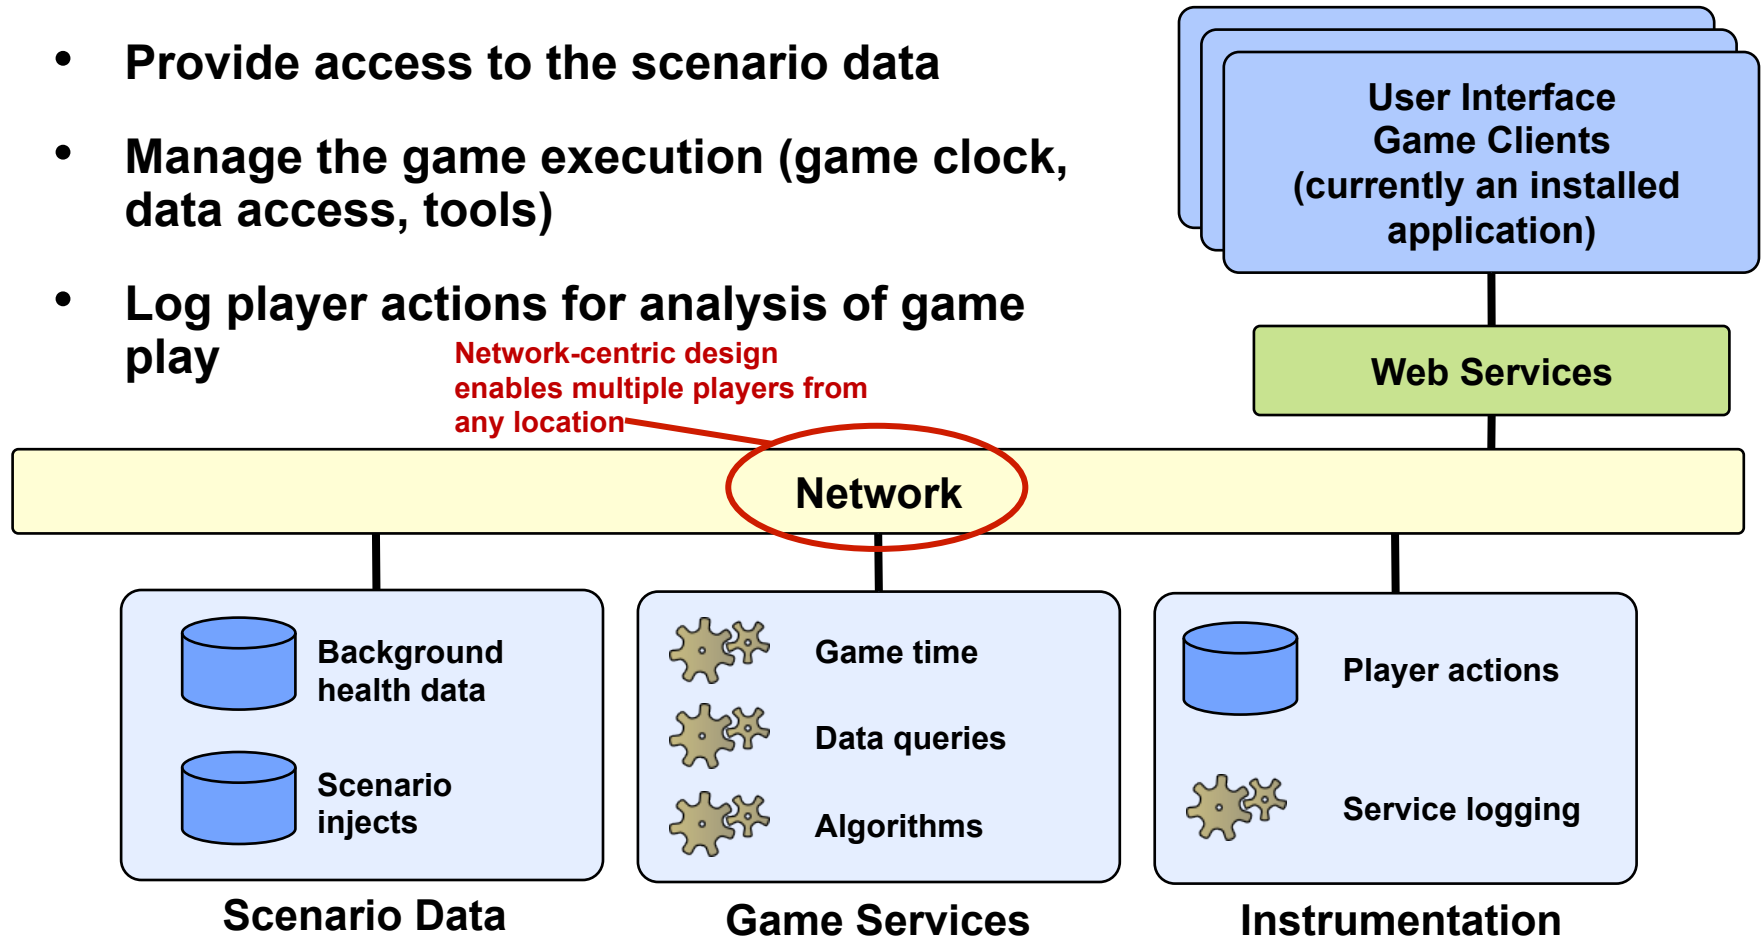 • Provide access to the scenario data
• Manage the game execution (game clock,
data access, tools)
• Log player actions for analysis of game
play
Network-centric design
enables multiple players from
any location
User Interface
Game Clients
(currently an installed
application)
Web Services
Network
Background
health data
Scenario
injects
Scenario Data
Game time
Data queries
Algorithms
Game Services
Player actions
Service logging
Instrumentation